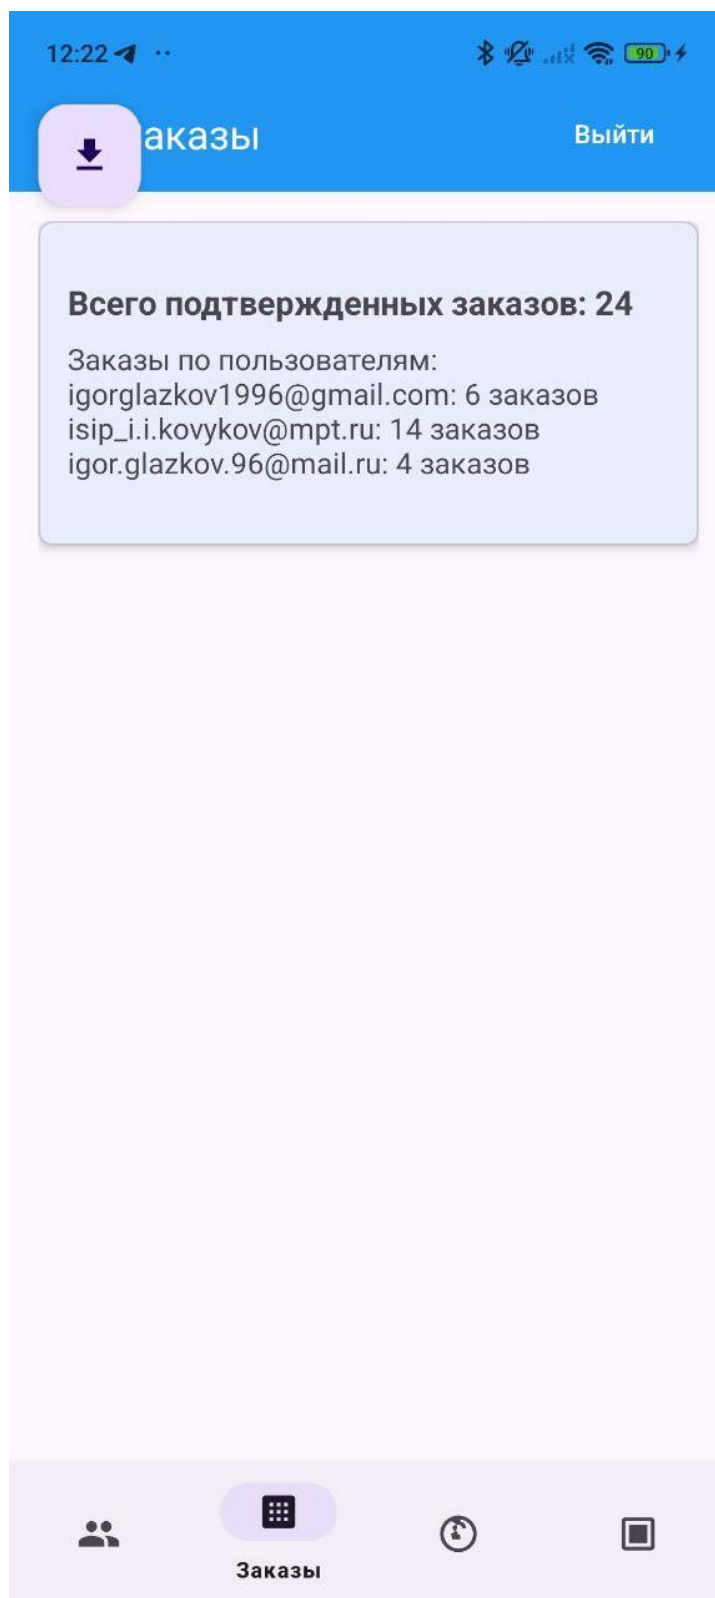 12:22
90
аказы
Выйти
Всего подтвержденных заказов: 24
Заказы по пользователям:
igorglazkov1996@gmail.com: 6 заказов
isip_i.i.kovykov@mpt.ru: 14 заказов
igor.glazkov.96@mail.ru: 4 заказов
Заказы